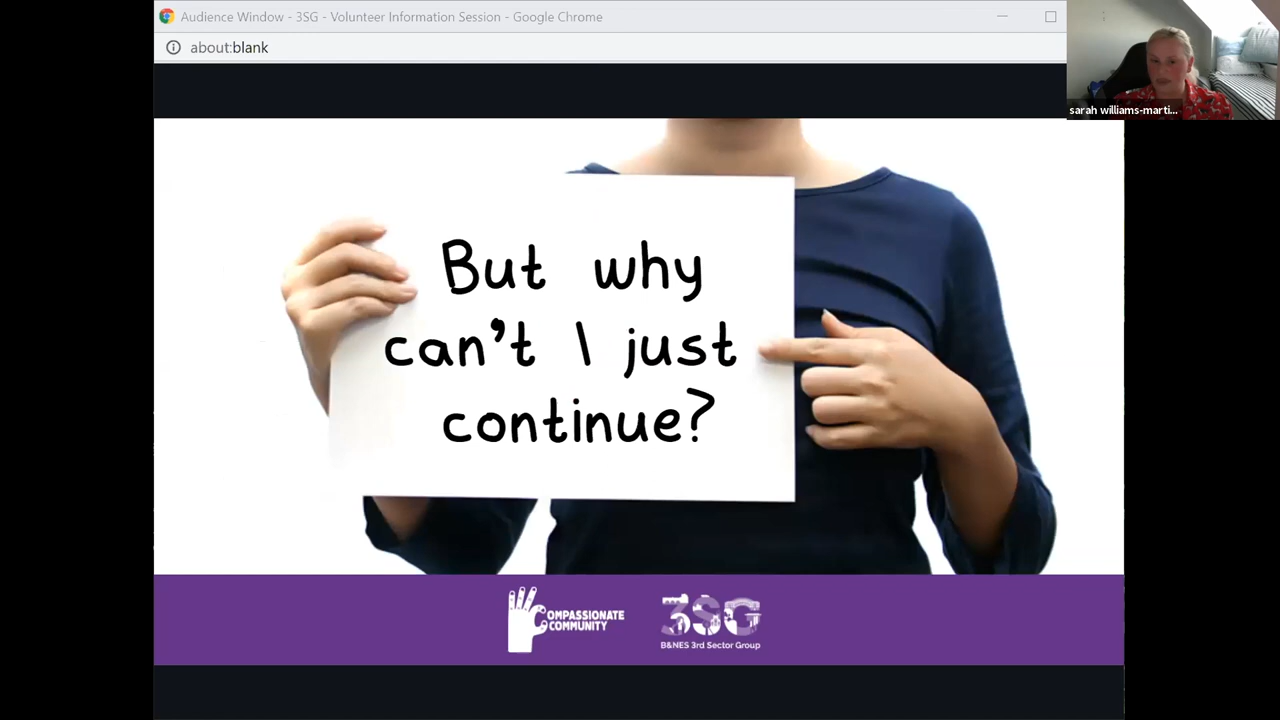 Audience Window - 3SG - Volunteer Information Session - Google Chrome
about:blank
sarah williams-marti...
But why
can't I just
continue?
OMPASSIONATE
COMMUNITY
3SG
B&NES 3rd Sector Group